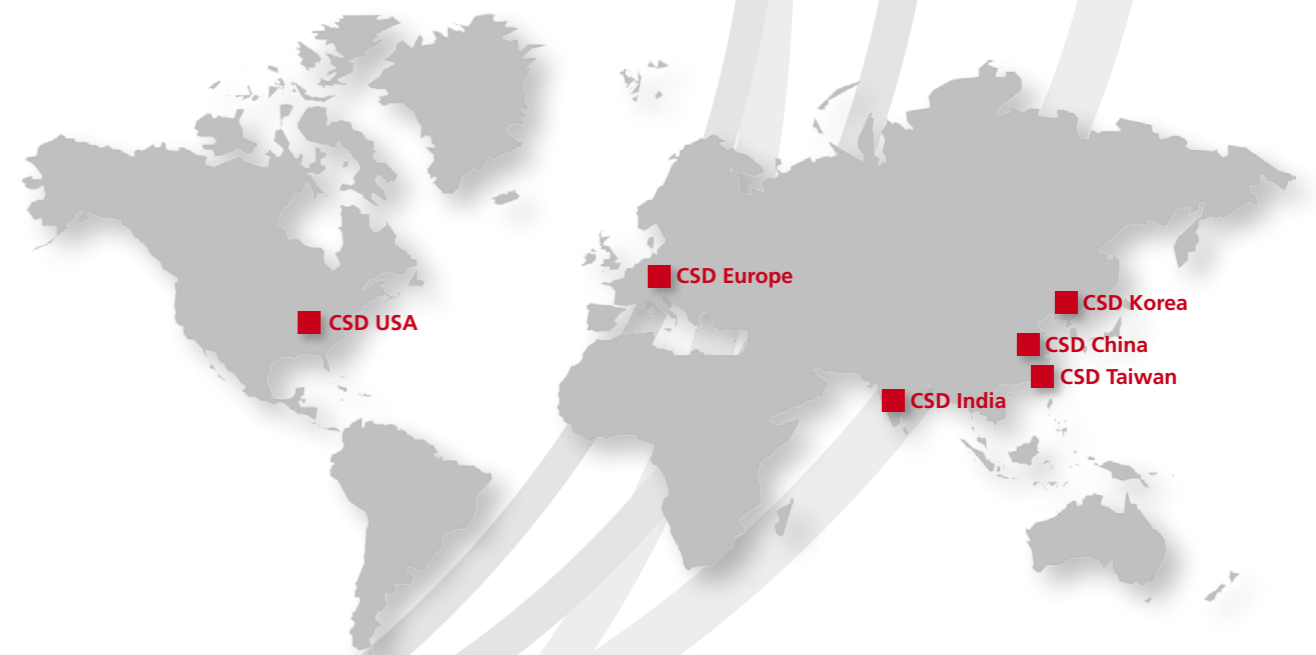 CSD Europe
CSD Korea
CSD USA
CSD China
CSD Taiwan
CSD India